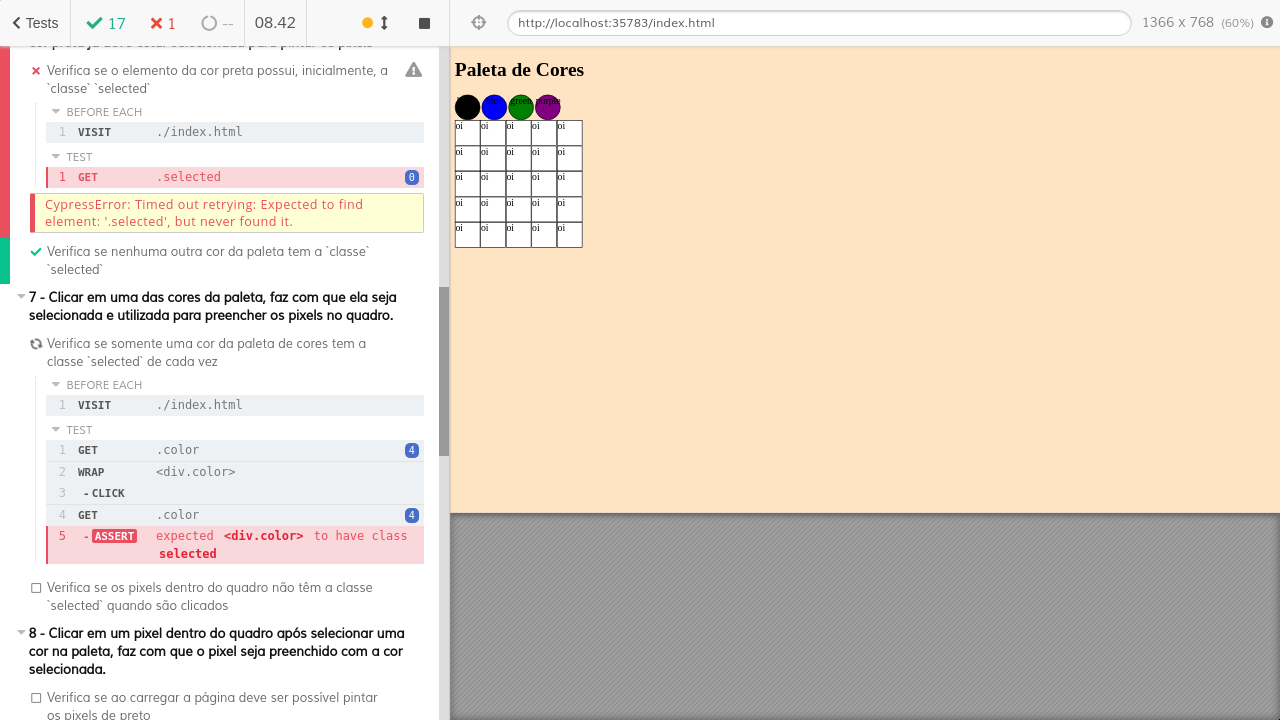 Tests
17
1
--
08.42
http://localhost:35783/index.html
1366 x 768 (60%)
cor preta já deve estar selecionada para pintar os pixels
Verifica se o elemento da cor preta possui, inicialmente, a
`classe` `selected`
BEFORE EACH
1 VISIT ./index.html
TEST
1 GET .selected 0
CypressError: Timed out retrying: Expected to find
element: '.selected', but never found it.
Verifica se nenhuma outra cor da paleta tem a `classe`
`selected`
7 - Clicar em uma das cores da paleta, faz com que ela seja
selecionada e utilizada para preencher os pixels no quadro.
Verifica se somente uma cor da paleta de cores tem a
classe `selected` de cada vez
BEFORE EACH
1 VISIT ./index.html
TEST
1 GET .color 4
2 WRAP <div.color>
3 -CLICK
4 GET .color 4
5 -ASSERT expected <div.color> to have class
selected
Verifica se os pixels dentro do quadro não têm a classe
`selected` quando são clicados
8 - Clicar em um pixel dentro do quadro após selecionar uma
cor na paleta, faz com que o pixel seja preenchido com a cor
selecionada.
Verifica se ao carregar a página deve ser possível pintar
os pixels de preto
Paleta de Cores
green purple
oi oi oi oi oi
oi oi oi oi oi
oi oi oi oi oi
oi oi oi oi oi
oi oi oi oi oi